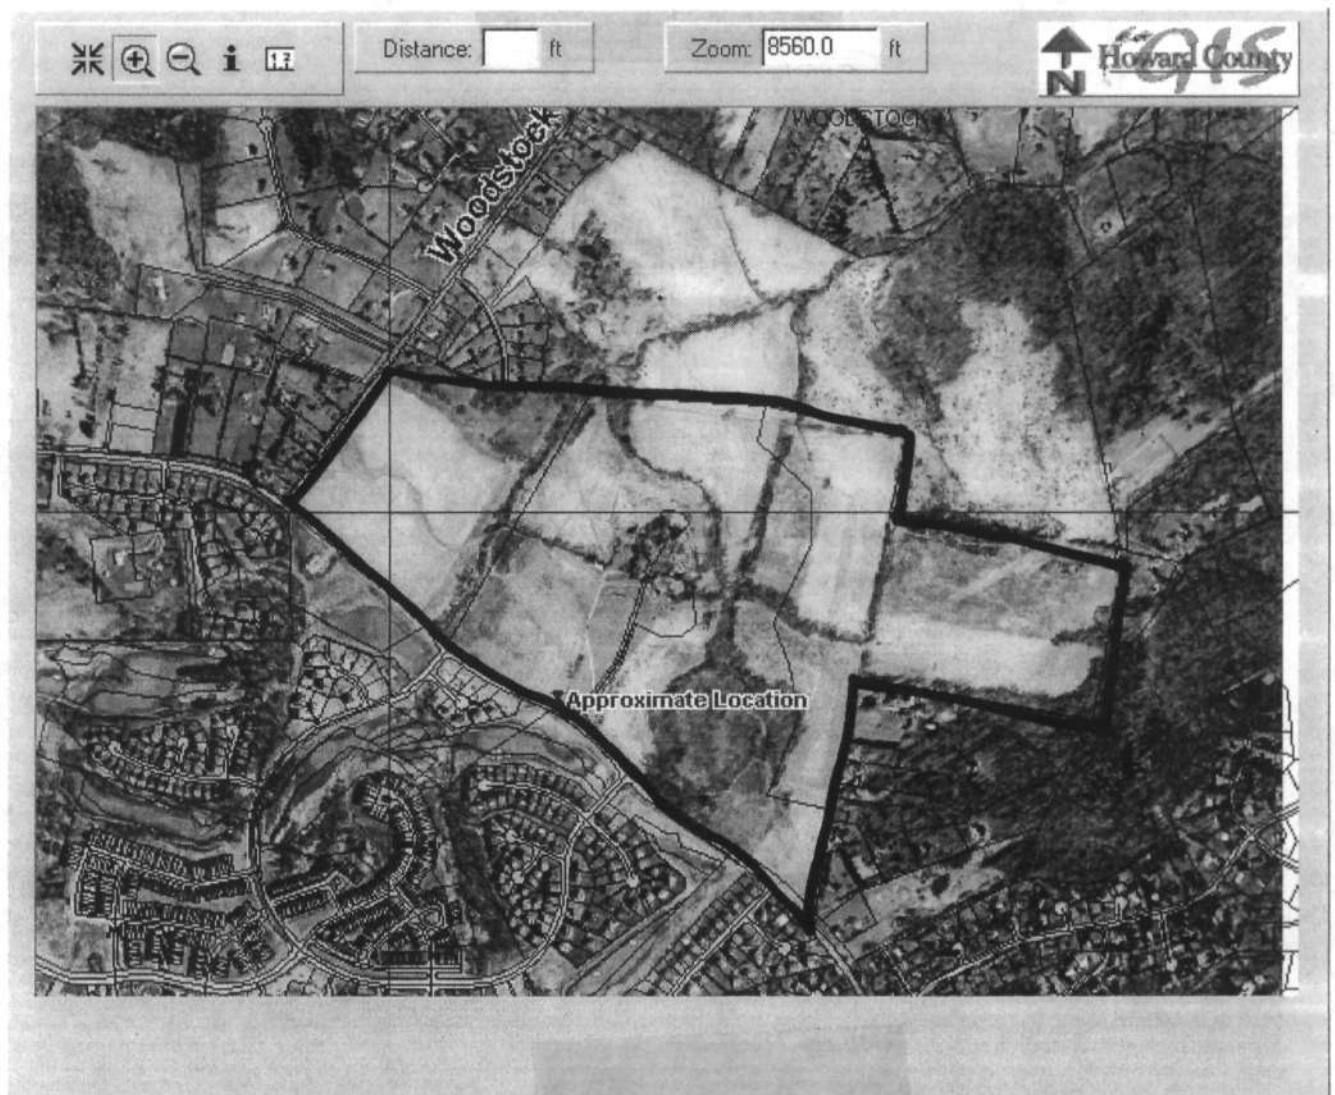 Distance: ft
Zoom: 8560.0 ft
N
Howard County
GIS
WOODSTOCK
Woodstock
Approximate Location